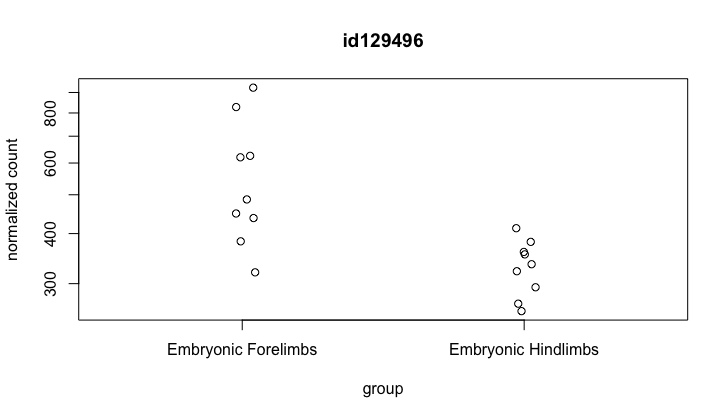 id129496
normalized count
800
600
400
300
Embryonic Forelimbs
Embryonic Hindlimbs
group